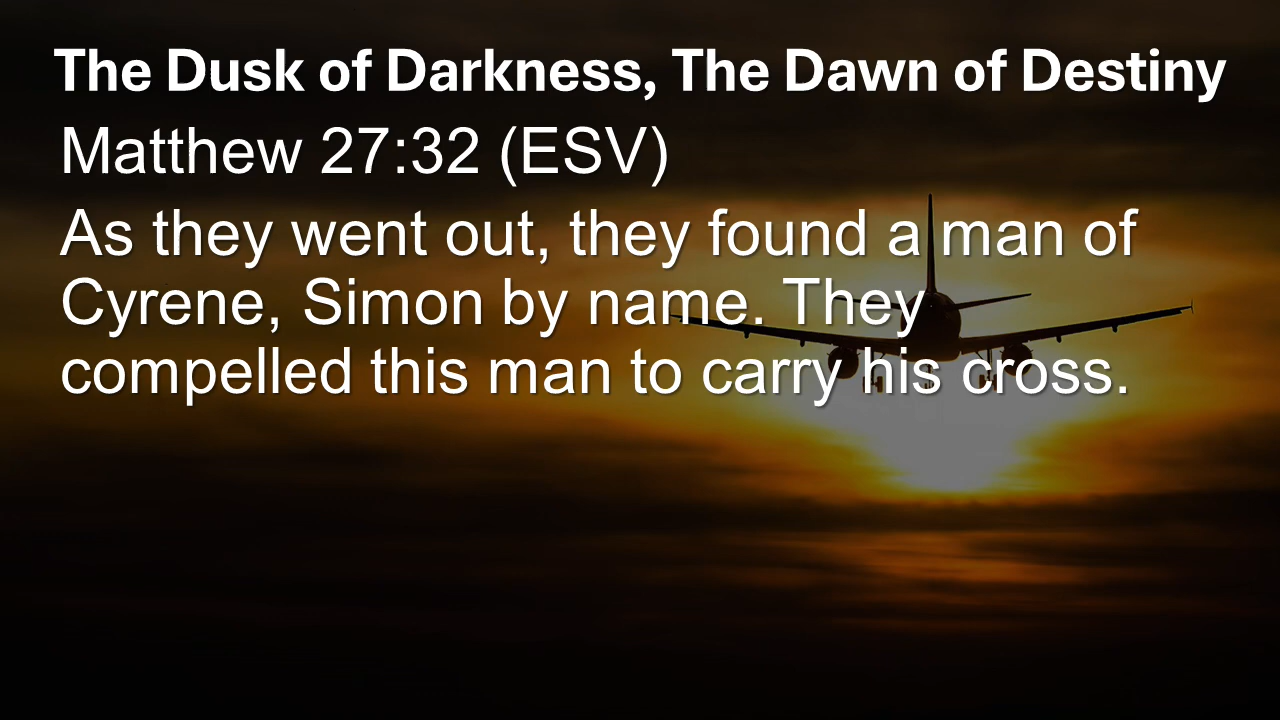 The Dusk of Darkness, The Dawn of Destiny
Matthew 27:32 (ESV)
As they went out, they found a man of
Cyrene, Simon by name. They
compelled this man to carry his cross.